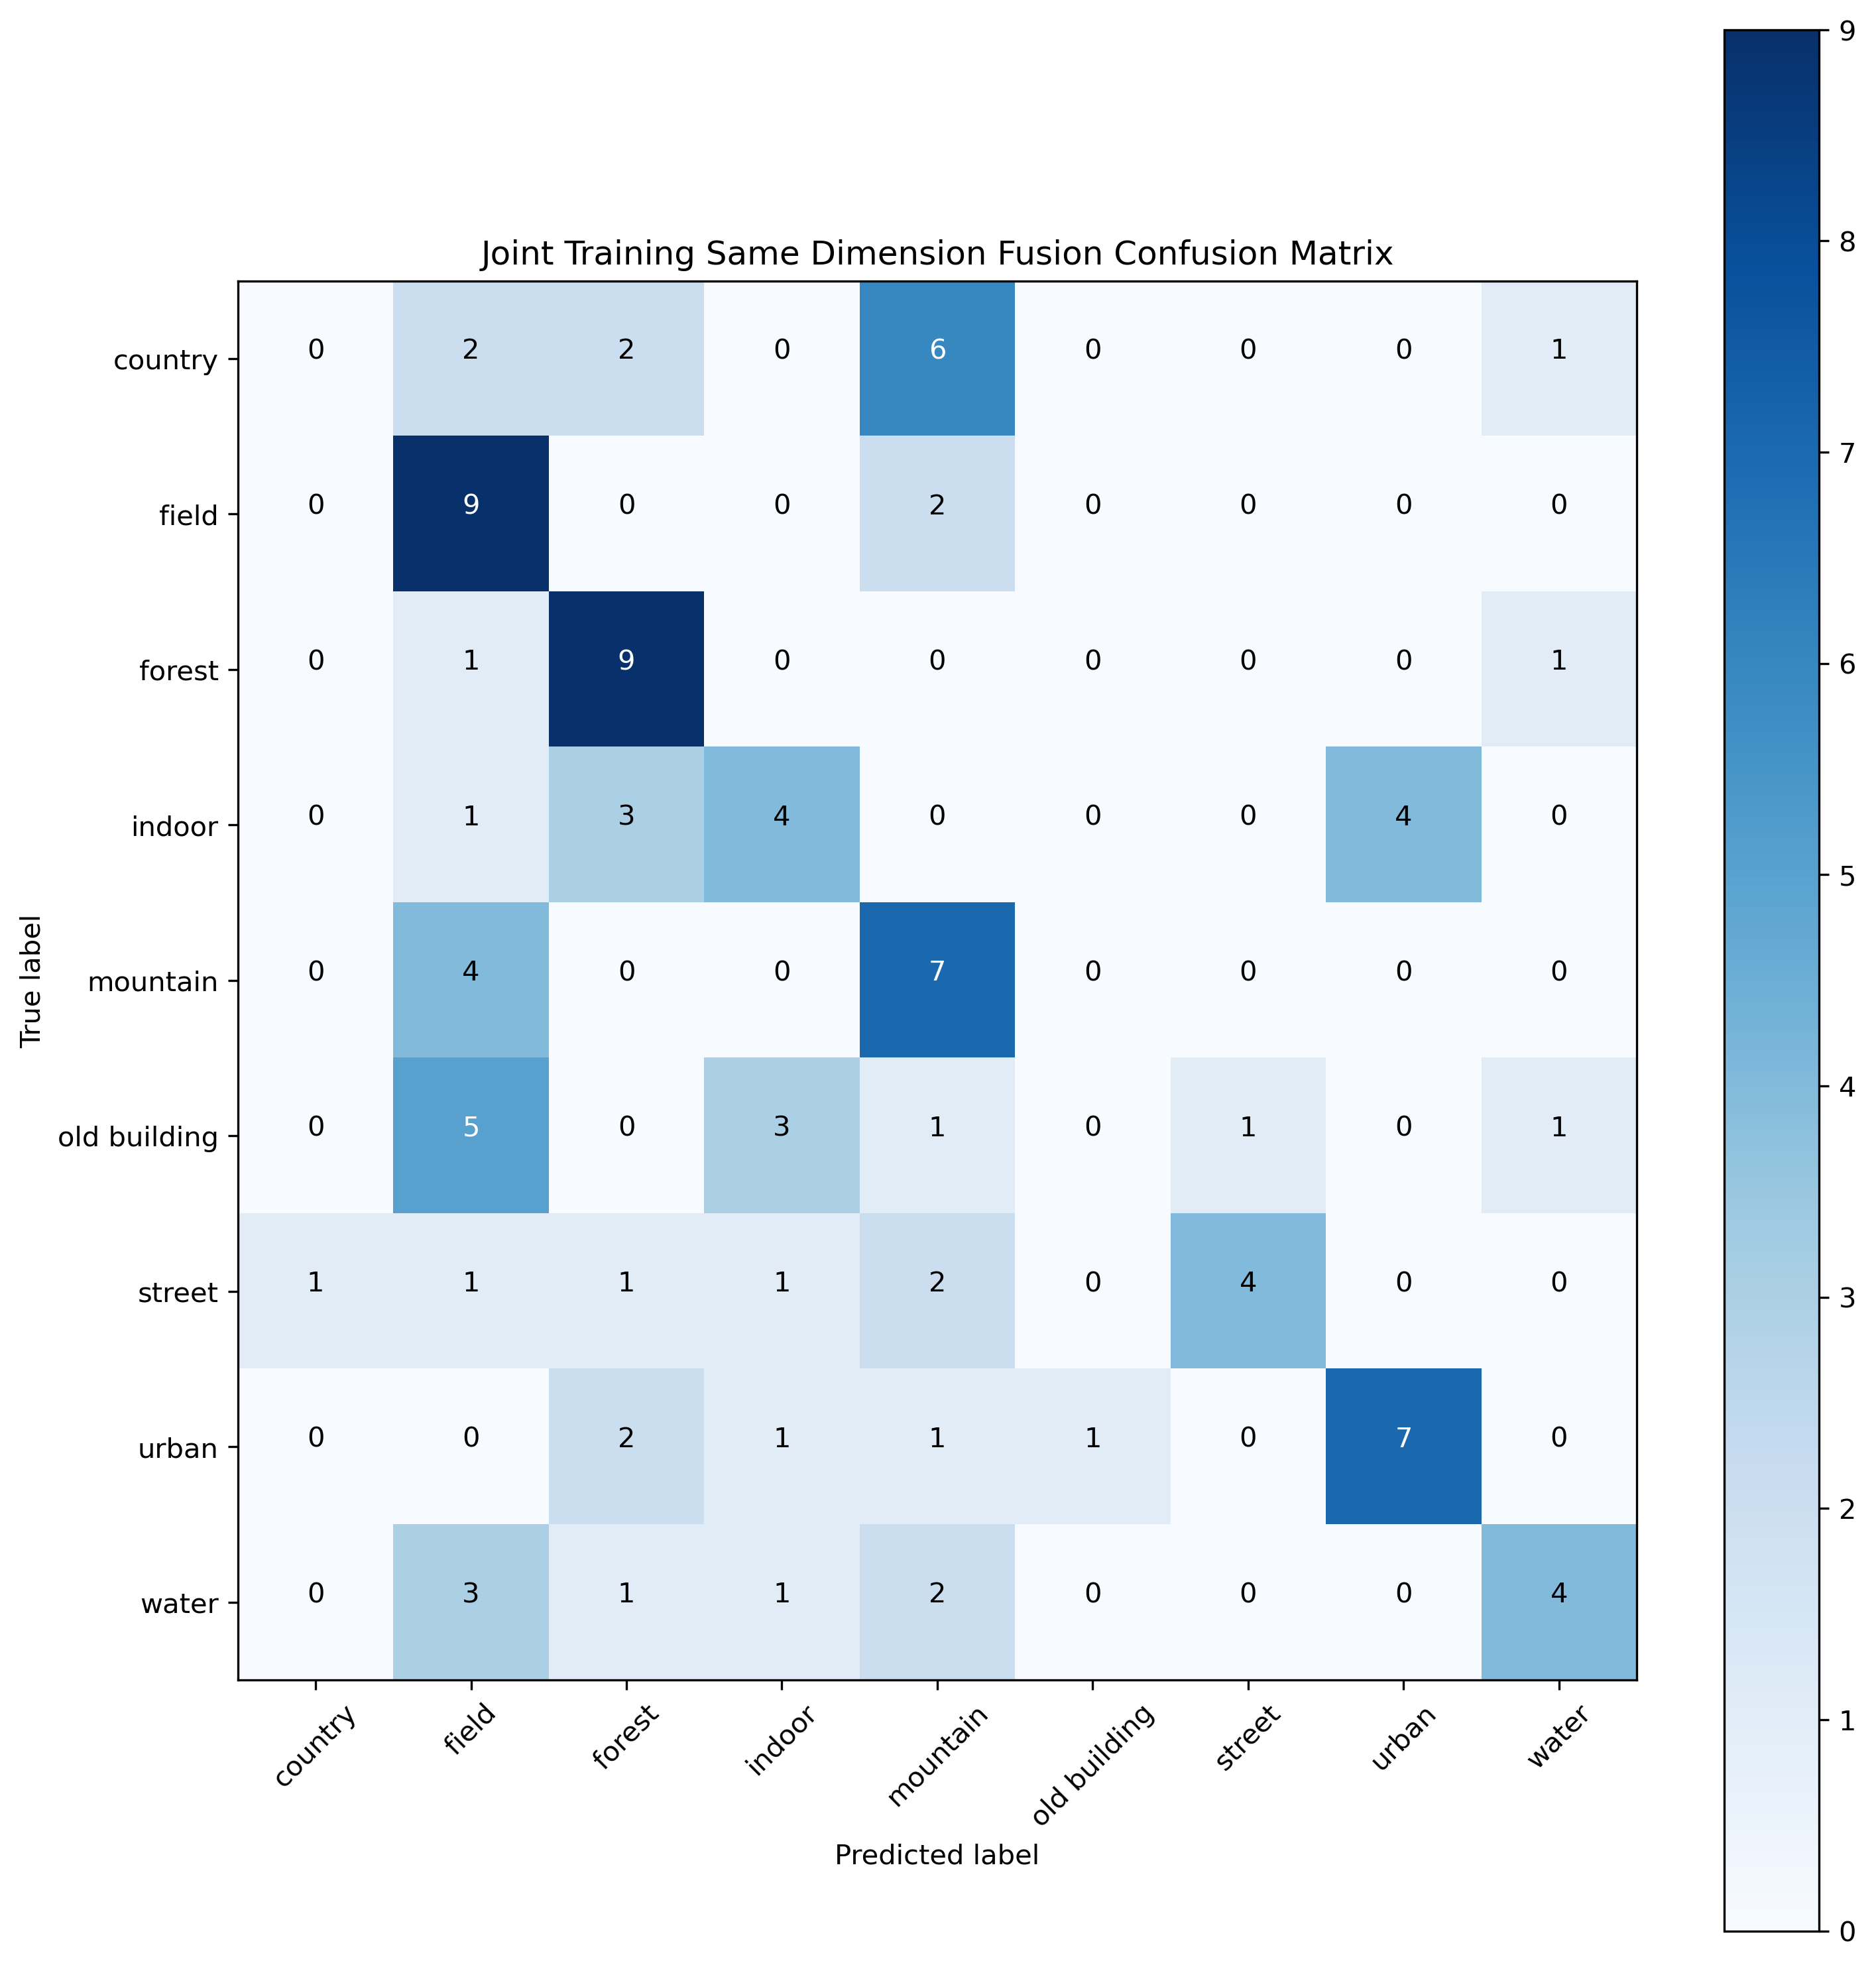 Joint Training Same Dimension Fusion Confusion Matrix
country 0 2 2 0 6 0 0 0 1
field 0 9 0 0 2 0 0 0 0
forest 0 1 9 0 0 0 0 0 1
indoor 0 1 3 4 0 0 0 4 0
mountain 0 4 0 0 7 0 0 0 0
old building 0 5 0 3 1 0 1 0 1
street 1 1 1 1 2 0 4 0 0
urban 0 0 2 1 1 1 0 7 0
water 0 3 1 1 2 0 0 0 4
True label
country field forest indoor mountain old building street urban water
Predicted label
9
8
7
6
5
4
3
2
1
0